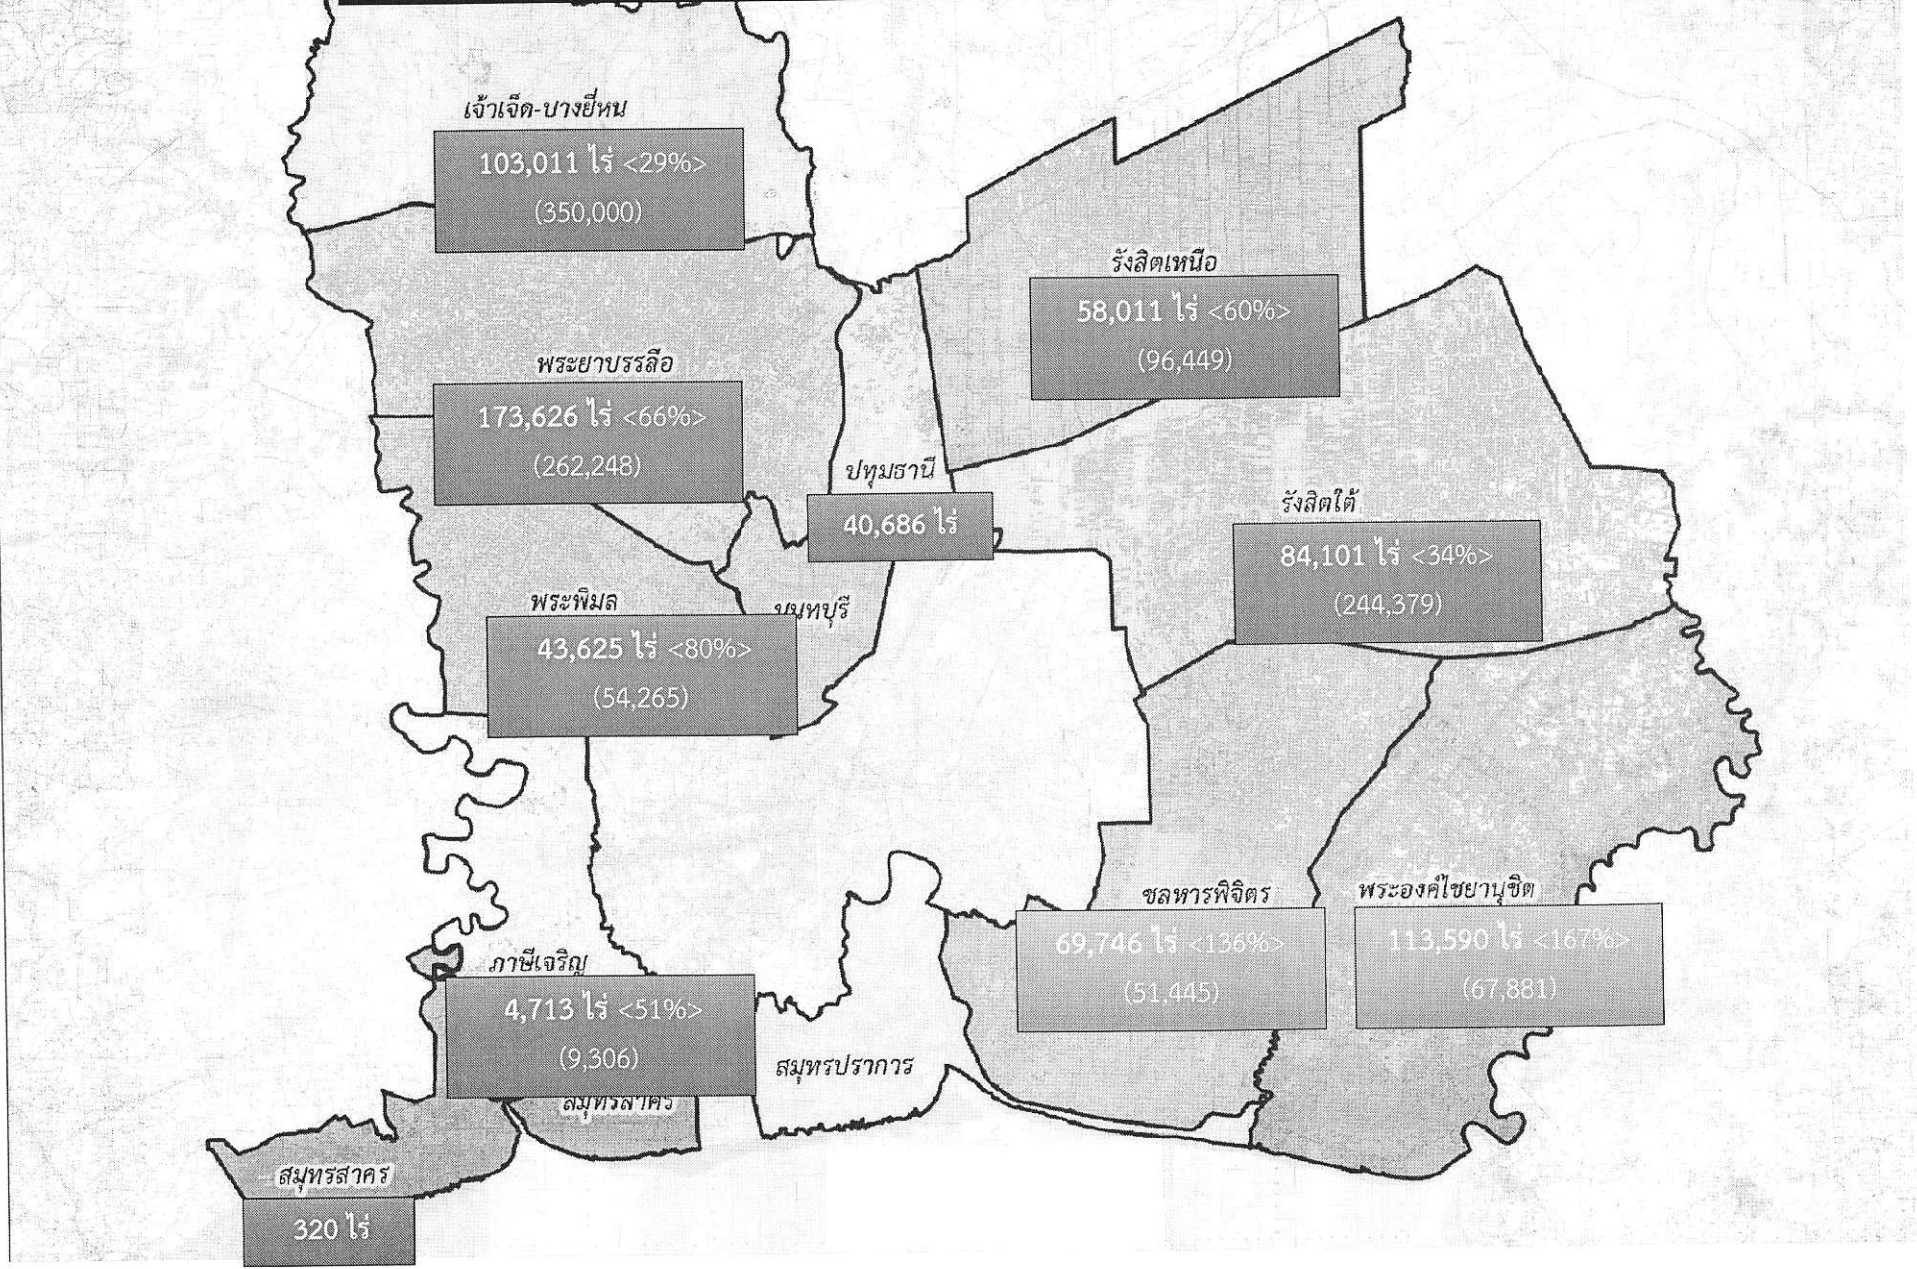 เจ้าเจ็ด-บางยี่หน
103,011 ไร่ <29%>
(350,000)
รังสิตเหนือ
58,011 ไร่ <60%>
(96,449)
พระยาบรรลือ
173,626 ไร่ <66%>
(262,248)
ปทุมธานี
40,686 ไร่
รังสิตใต้
84,101 ไร่ <34%>
(244,379)
พระพิมล
43,625 ไร่ <80%>
(54,265)
นนทบุรี
ชลหารพิจิตร
69,746 ไร่ <136%>
(51,445)
พระองค์ไชยานุชิต
113,590 ไร่ <167%>
(67,881)
ภาษีเจริญ
4,713 ไร่ <51%>
(9,306)
สมุทรปราการ
สมุทรสาคร
สมุทรสาคร
320 ไร่